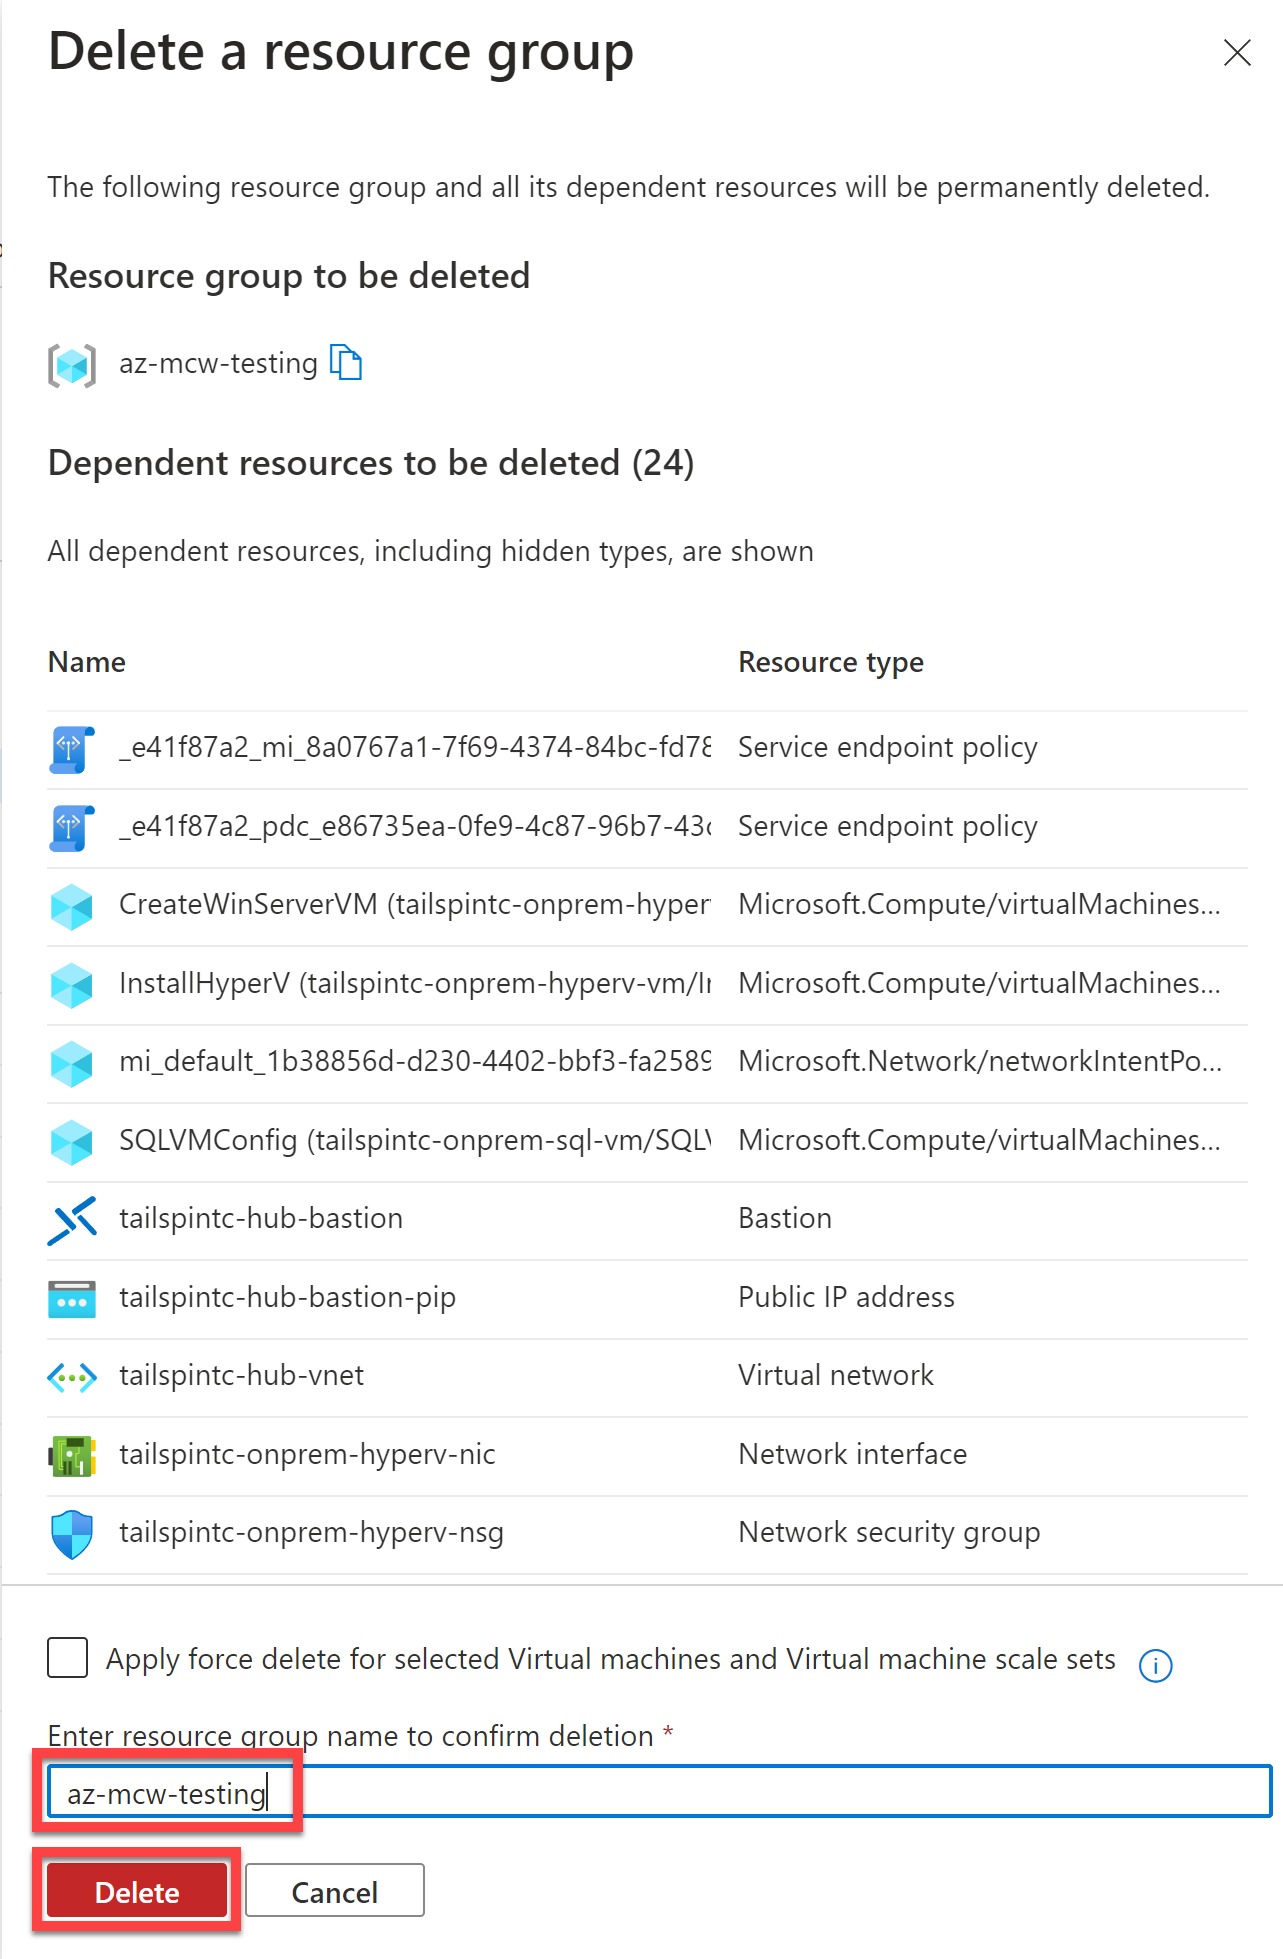 Delete a resource group
The following resource group and all its dependent resources will be permanently deleted.
Resource group to be deleted
az-mcw-testing
Dependent resources to be deleted (24)
All dependent resources, including hidden types, are shown
Name Resource type
_e41f87a2_mi_8a0767a1-7f69-4374-84bc-fd78 Service endpoint policy
_e41f87a2_pdc_e86735ea-0fe9-4c87-96b7-43 Service endpoint policy
CreateWinServerVM (tailspintc-onprem-hyper Microsoft.Compute/virtualMachines...
InstallHyperV (tailspintc-onprem-hyperv-vm/I Microsoft.Compute/virtualMachines...
mi_default_1b38856d-d230-4402-bbf3-fa2589 Microsoft.Network/networkIntentPo...
SQLVMConfig (tailspintc-onprem-sql-vm/SQL Microsoft.Compute/virtualMachines...
tailspintc-hub-bastion Bastion
tailspintc-hub-bastion-pip Public IP address
tailspintc-hub-vnet Virtual network
tailspintc-onprem-hyperv-nic Network interface
tailspintc-onprem-hyperv-nsg Network security group
Apply force delete for selected Virtual machines and Virtual machine scale sets
Enter resource group name to confirm deletion *
az-mcw-testing
Delete Cancel